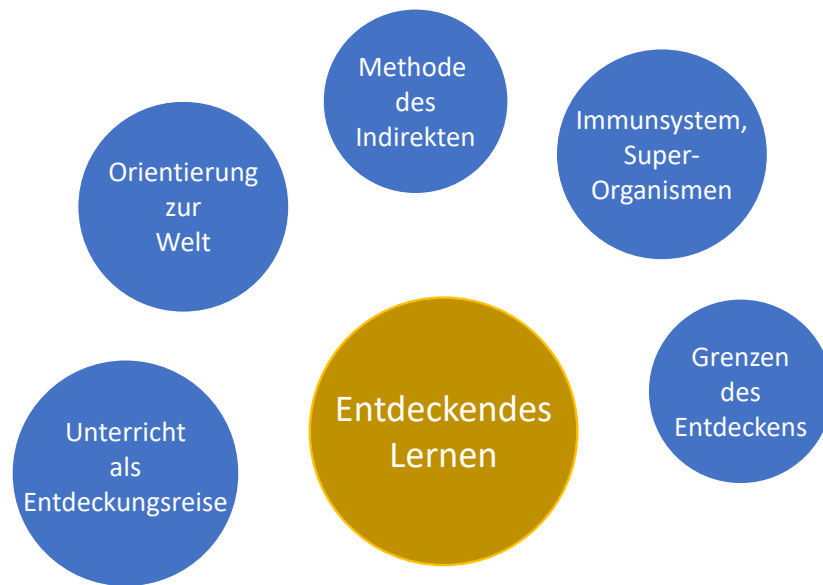 Methode
des
Indirekten
Immunsystem,
Super-
Organismen
Orientierung
zur
Welt
Grenzen
des
Entdeckens
Entdeckendes
Lernen
Unterricht
als
Entdeckungsreise